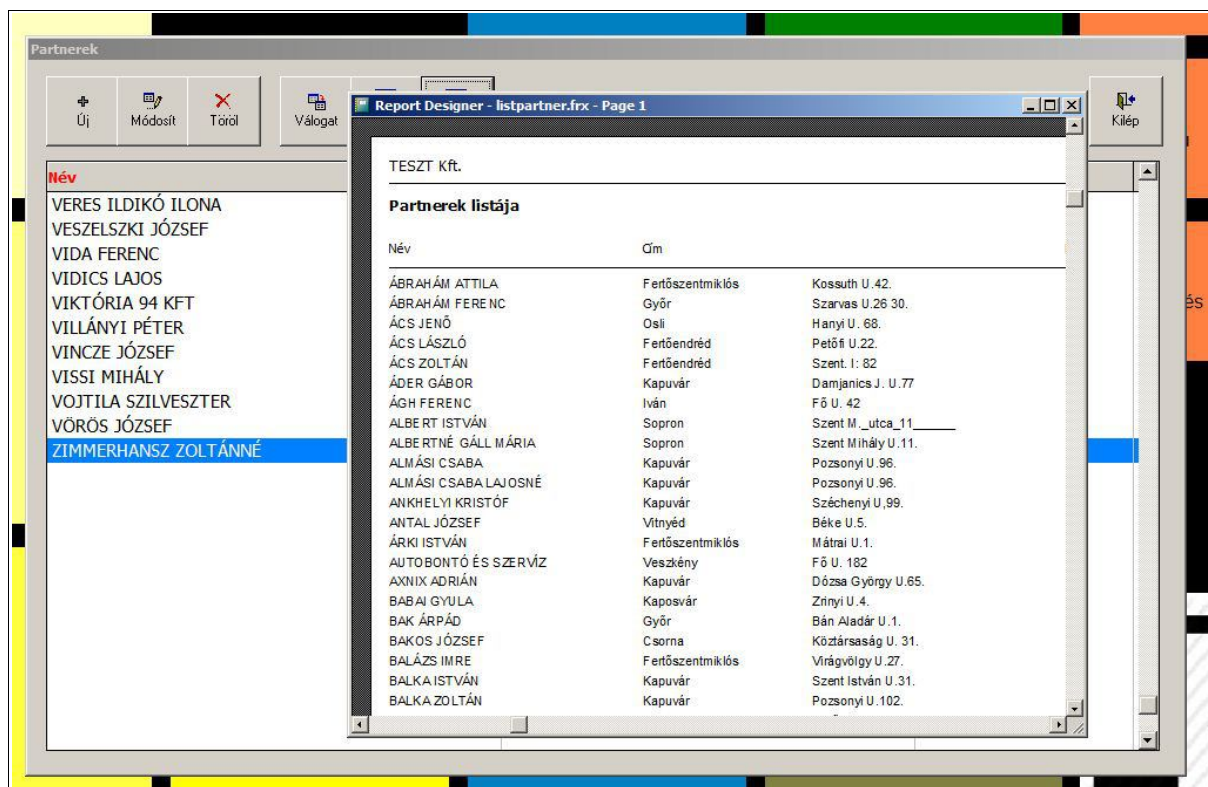 Partnerek
Új
Módosít
Töröl
Válogat
Kilép
Név
VERES ILDIKÓ ILONA
VESZELSZKI JÓZSEF
VIDA FERENC
VIDICS LAJOS
VIKTÓRIA 94 KFT
VILLÁNYI PÉTER
VINCZE JÓZSEF
VISSI MIHÁLY
VOJTILA SZILVESZTER
VÖRÖS JÓZSEF
ZIMMERHANSZ ZOLTÁNNÉ
Report Designer - listpartner.frx - Page 1
TESZT Kft.
Partnerek listája
Név Cím
ÁBRAHÁM ATTILA Fertőszentmiklós Kossuth U.42.
ÁBRAHÁM FERENC Győr Szarvas U.26 30.
ÁCS JENŐ Osli Hanyi U. 68.
ÁCS LÁSZLÓ Fertőendréd Petőfi U.22.
ÁCS ZOLTÁN Fertőendréd Szent. I: 82
ÁDER GÁBOR Kapuvár Damjanics J. U.77
ÁGH FERENC Iván Fő U. 42
ALBERT ISTVÁN Sopron Szent M._utca_11______
ALBERTNÉ GÁLL MÁRIA Sopron Szent Mihály U.11.
ALMÁSI CSABA Kapuvár Pozsonyi U.96.
ALMÁSI CSABA LAJOSNÉ Kapuvár Pozsonyi U.96.
ANKHELYI KRISTÓF Kapuvár Széchenyi U,99.
ANTAL JÓZSEF Vitnyéd Béke U.5.
ÁRKI ISTVÁN Fertőszentmiklós Mátrai U.1.
AUTOBONTÓ ÉS SZERVÍZ Veszkény Fő U. 182
AXNIX ADRIÁN Kapuvár Dózsa György U.65.
BABAI GYULA Kaposvár Zrinyi U.4.
BAK ÁRPÁD Győr Bán Aladár U.1.
BAKOS JÓZSEF Csorna Köztársaság U. 31.
BALÁZS IMRE Fertőszentmiklós Virágvölgy U.27.
BALKA ISTVÁN Kapuvár Szent István U.31.
BALKA ZOLTÁN Kapuvár Pozsonyi U.102.
és